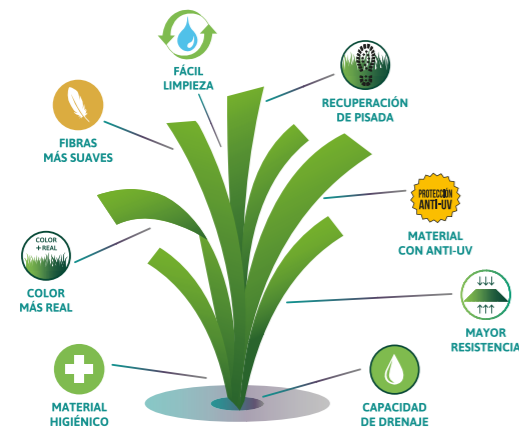 FÁCIL
LIMPIEZA
RECUPERACIÓN
DE PISADA
FIBRAS
MÁS SUAVES
PROTECCIÓN
ANTI-UV
MATERIAL
CON ANTI-UV
COLOR
+ REAL
COLOR
MÁS REAL
MAYOR
RESISTENCIA
MATERIAL
HIGIÉNICO
CAPACIDAD
DE DRENAJE